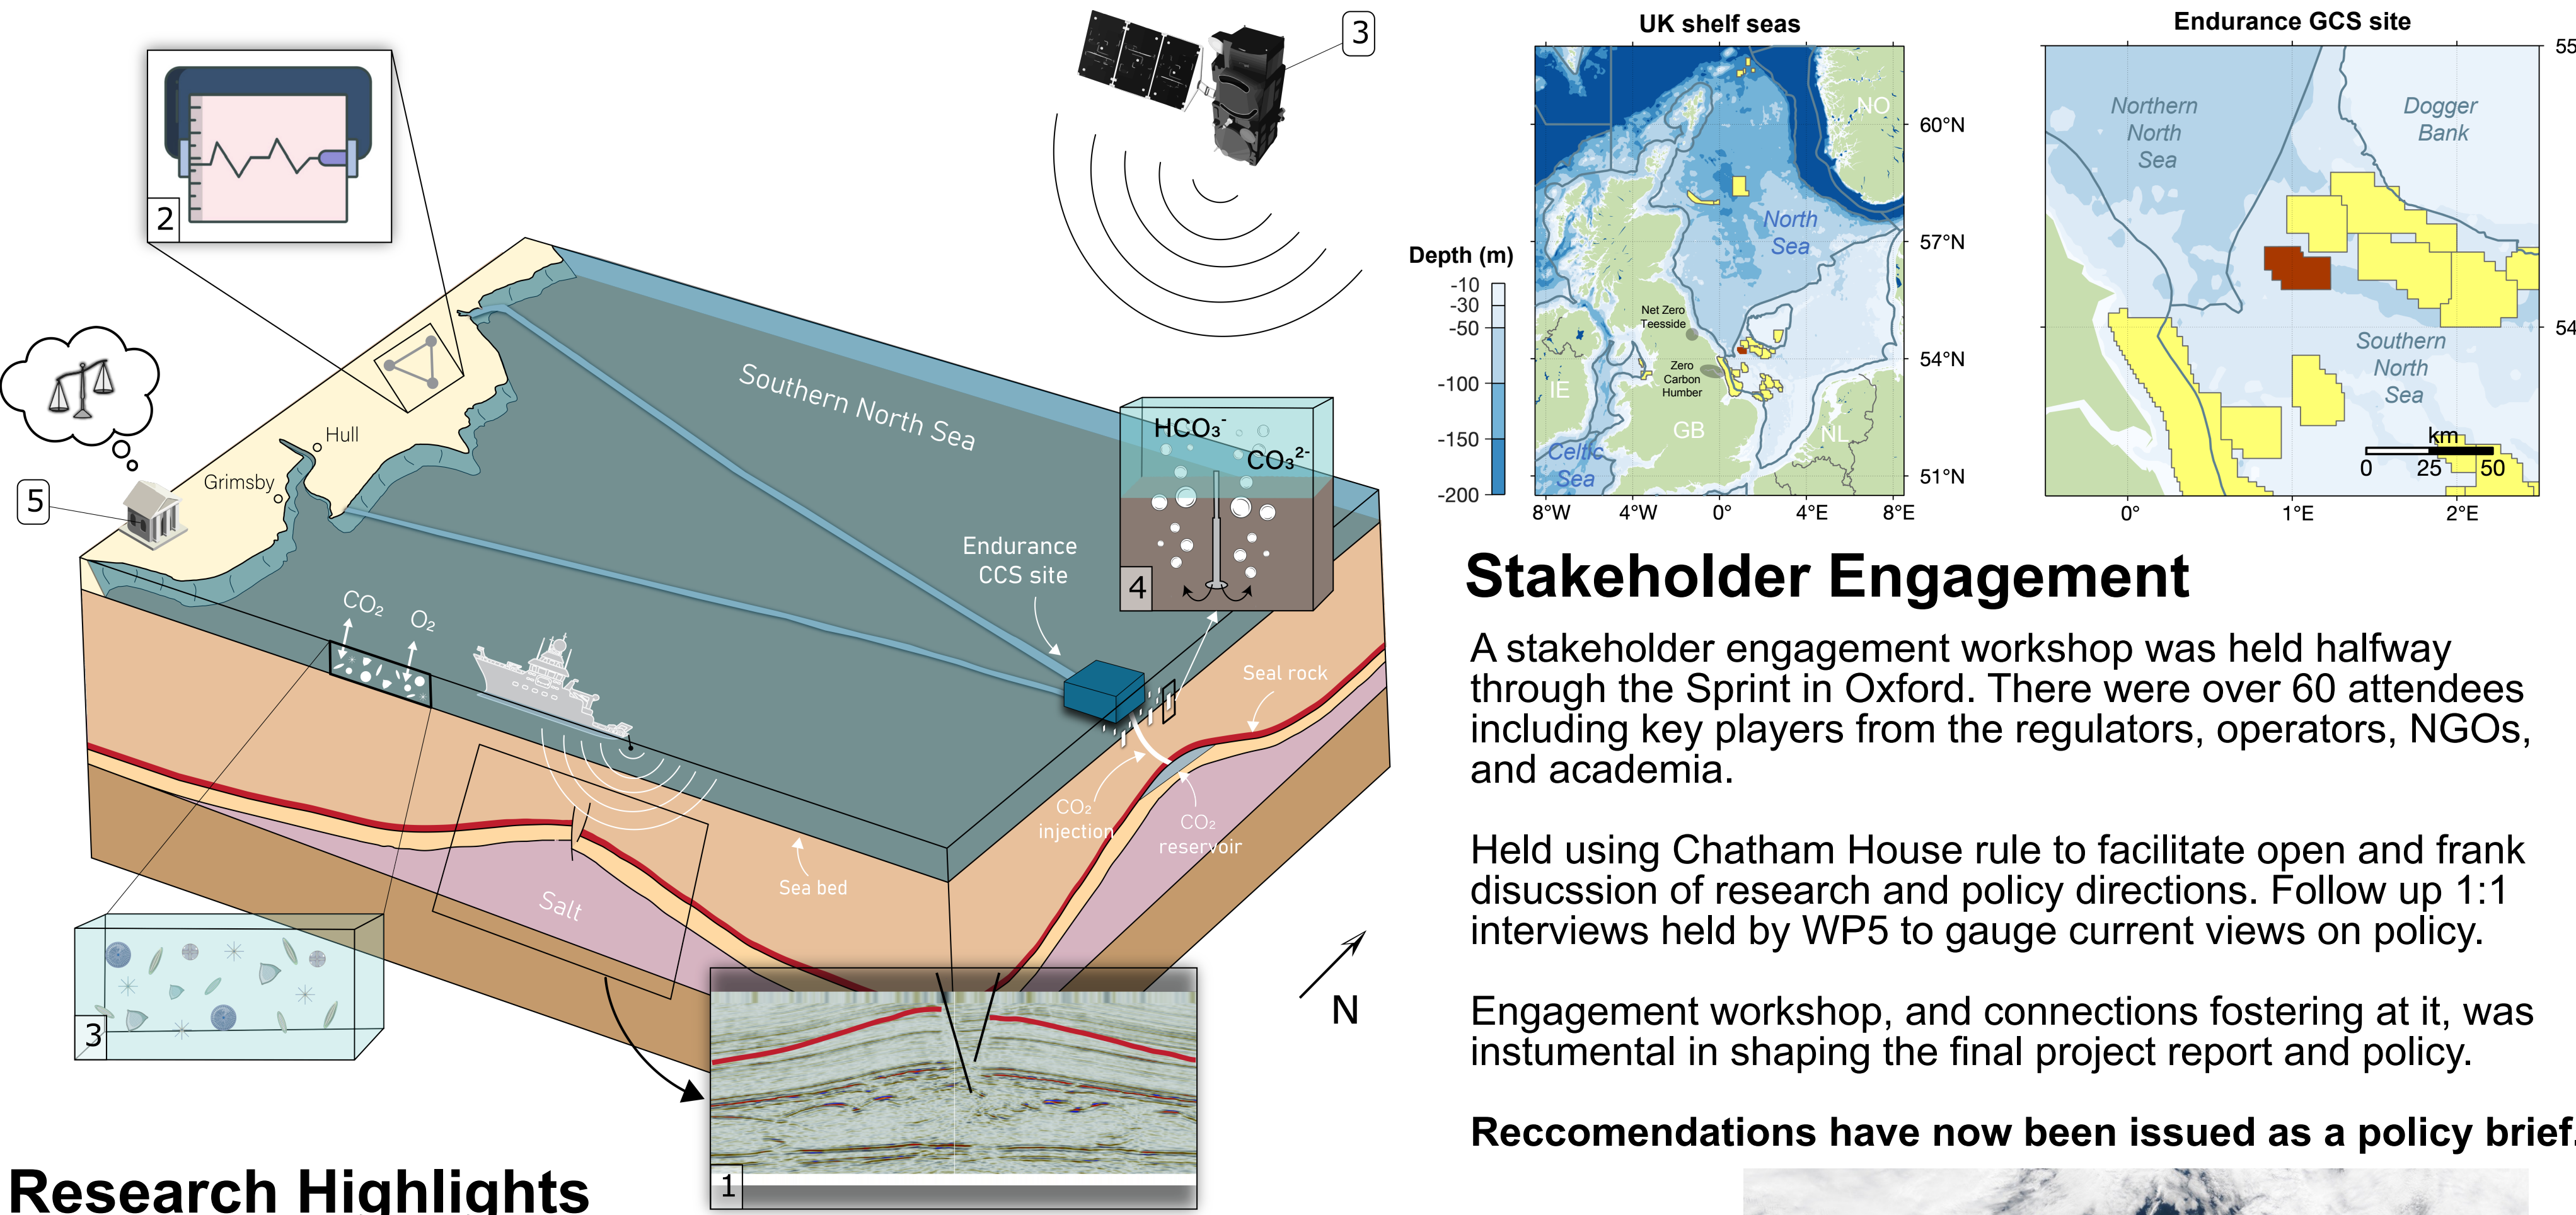 2
3
Southern North Sea
Hull
Grimsby
5
HCO₃⁻
CO₃²⁻
4
Endurance
CCS site
CO₂
O₂
Seal rock
CO₂
injection
CO₂
reservoir
Sea bed
Salt
3
1
N
Research Highlights
UK shelf seas
NO
60°N
57°N
54°N
51°N
North
Sea
Net Zero
Teesside
Zero
Carbon
Humber
IE
GB
NL
Celtic
Sea
8°W 4°W 0° 4°E 8°E
Depth (m)
-10
-30
-50
-100
-150
-200
Endurance GCS site
55
Northern
North
Sea
Dogger
Bank
54
Southern
North
Sea
km
0 25 50
0° 1°E 2°E
Stakeholder Engagement
A stakeholder engagement workshop was held halfway
through the Sprint in Oxford. There were over 60 attendees
including key players from the regulators, operators, NGOs,
and academia.
Held using Chatham House rule to facilitate open and frank
disucssion of research and policy directions. Follow up 1:1
interviews held by WP5 to gauge current views on policy.
Engagement workshop, and connections fostering at it, was
instumental in shaping the final project report and policy.
Reccomendations have now been issued as a policy brief.